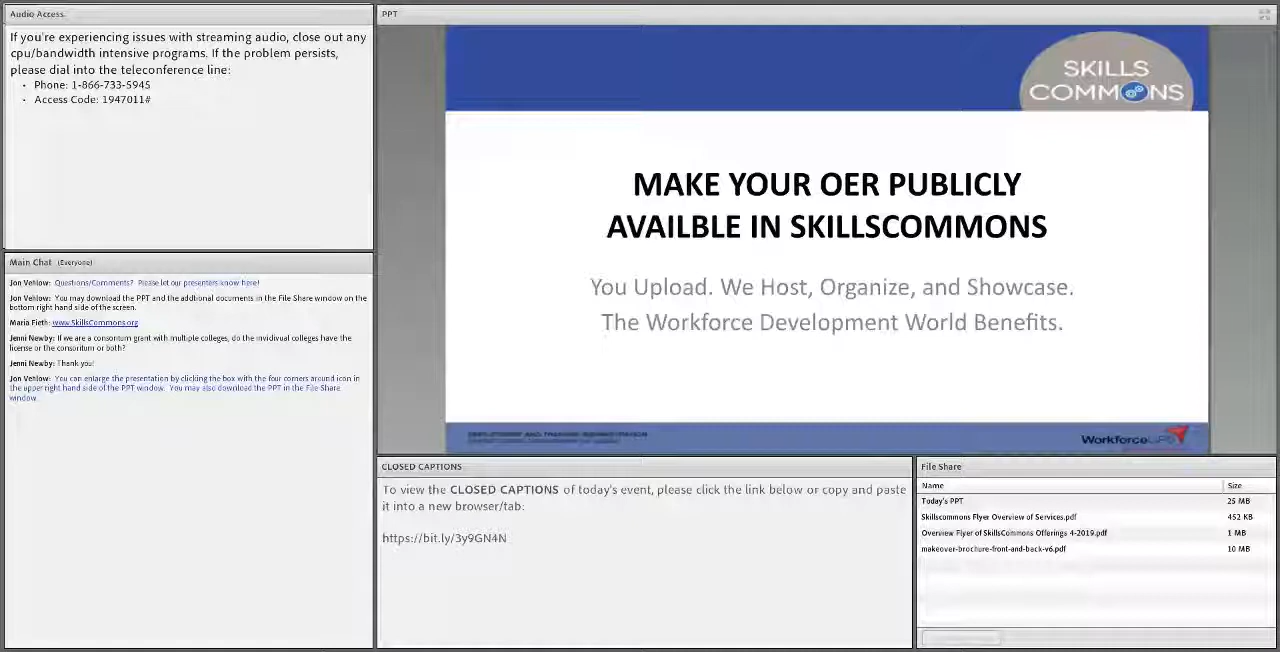 Audio Access
If you're experiencing issues with streaming audio, close out any
cpu/bandwidth intensive programs. If the problem persists,
please dial into the teleconference line:
• Phone: 1-866-733-5945
• Access Code: 1947011#
Main Chat (Everyone)
Jon Vehlow: Questions/Comments? Please let our presenters know here!
Jon Vehlow: You may download the PPT and the additional documents in the File Share window on the
bottom right hand side of the screen.
Maria Fieth: www.SkillsCommons.org
Jenni Newby: If we are a consortum grant with multiple colleges, do the invidivual colleges have the
license or the consoritum or both?
Jenni Newby: Thank you!
Jon Vehlow: You can enlarge the presentation by clicking the box with the four corners around icon in
the upper right hand side of the PPT window. You may also download the PPT in the File Share
window.
PPT
SKILLS
COMMONS
MAKE YOUR OER PUBLICLY
AVAILBLE IN SKILLSCOMMONS
You Upload. We Host, Organize, and Showcase.
The Workforce Development World Benefits.
EMPLOYMENT AND TRAINING ADMINISTRATION
WorkforceGPS
CLOSED CAPTIONS
To view the CLOSED CAPTIONS of today's event, please click the link below or copy and paste
it into a new browser/tab:
https://bit.ly/3y9GN4N
File Share
Name Size
Today's PPT 25 MB
Skillscommons Flyer Overview of Services.pdf 452 KB
Overview Flyer of SkillsCommons Offerings 4-2019.pdf 1 MB
makeover-brochure-front-and-back-v6.pdf 10 MB